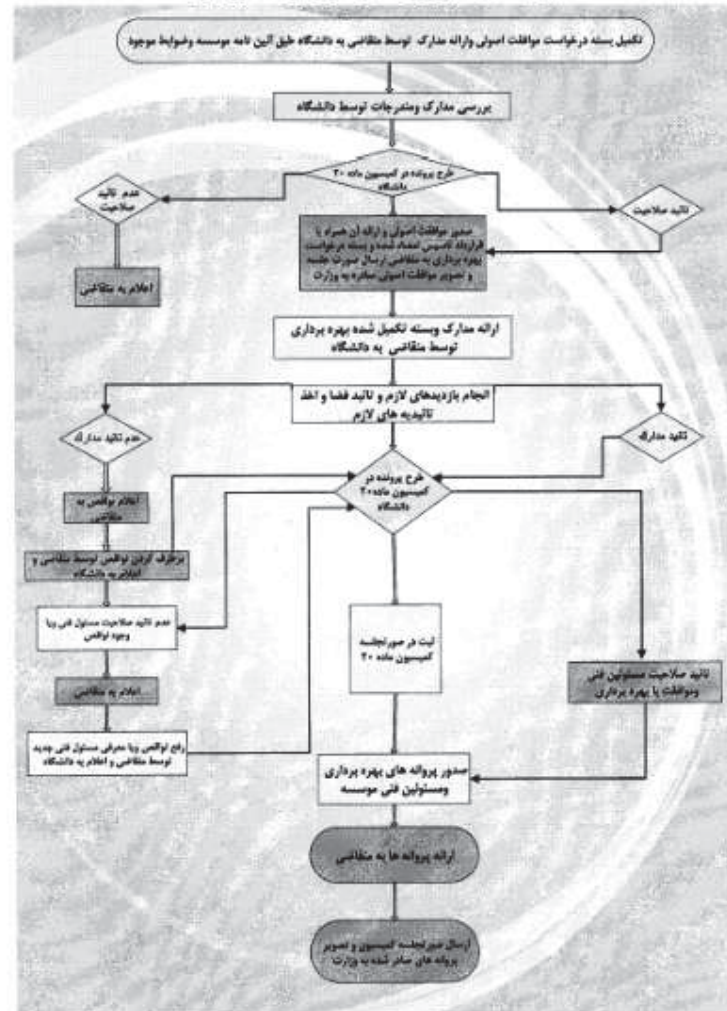 تکمیل بسته درخواست موافقت اصولی وارائه مدارک توسط متقاضی به دانشگاه طبق آئین نامه موسسه وضوابط موجود
بررسی مدارک ومندرجات توسط دانشگاه
طرح پرونده در کمیسیون ماده ۲۰
دانشگاه
تائید صلاحیت
عدم تائید
صلاحیت
اعلام به متقاضی
صدور موافقت اصولی و ارائه آن همراه با
قرارداد تاسیس امضاء شده و بسته درخواست
بهره برداری به متقاضی ارسال صورت جلسه
و تصویر موافقت اصولی صادره به وزارت
ارائه مدارک وبسته تکمیل شده بهره برداری
توسط متقاضی به دانشگاه
انجام بازدیدهای لازم و تائید فضا و اخذ
تائیدیه های لازم
تائید مدارک
عدم تائید مدارک
طرح پرونده در
کمیسیون ماده۲۰
دانشگاه
اعلام نواقص به
متقاضی
برطرف کردن نواقص توسط متقاضی و
اعلام به دانشگاه
عدم تائید صلاحیت مسئول فنی ویا
وجود نواقص
اعلام به متقاضی
رفع نواقص ویا معرفی مسئول فنی جدید
توسط متقاضی و اعلام به دانشگاه
ثبت در صورتجلسه
کمیسیون ماده ۲۰
تائید صلاحیت مسئولین فنی
وموافقت با بهره برداری
صدور پروانه های بهره برداری
ومسئولین فنی موسسه
ارائه پروانه ها به متقاضی
ارسال صورتجلسه کمیسیون و تصویر
پروانه های صادر شده به وزارت